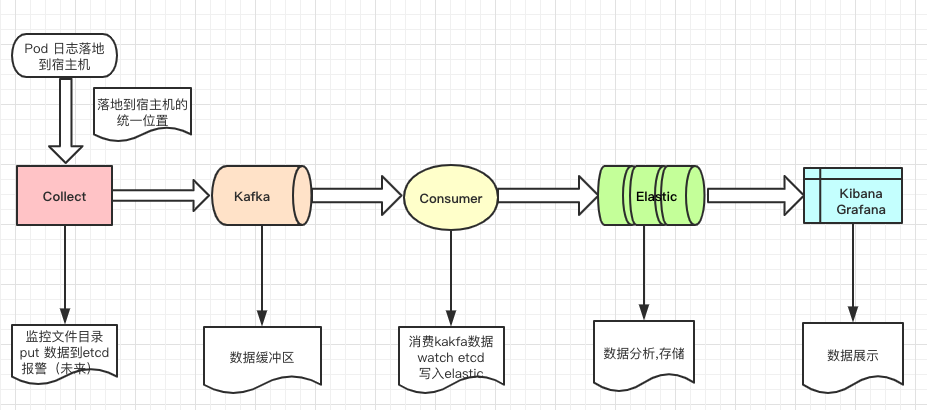 Pod 日志落地
到宿主机
落地到宿主机的
统一位置
Collect
Kafka
Consumer
Elastic
Kibana
Grafana
监控文件目录
put 数据到etcd
报警（未来）
数据缓冲区
消费kakfa数据
watch etcd
写入elastic
数据分析,存储
数据展示